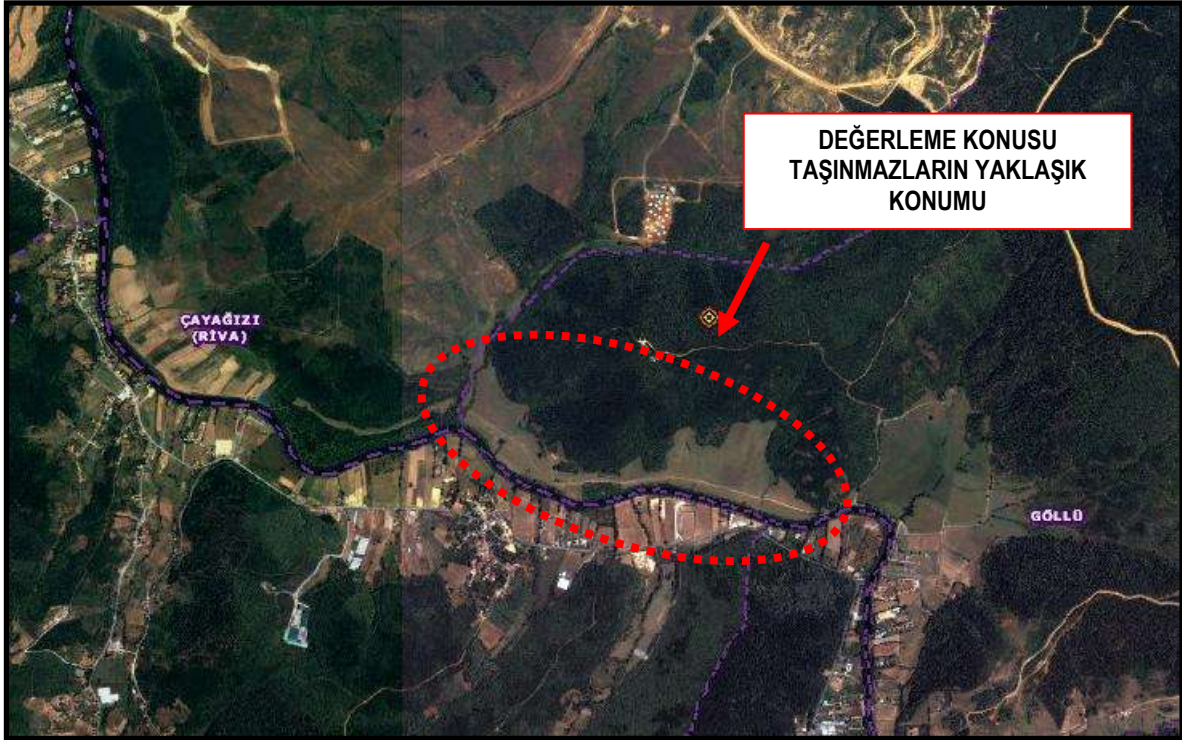 DEĞERLEME KONUSU
TAŞINMAZLARIN YAKLAŞIK
KONUMU
ÇAYAĞIZI
(RİVA)
GÖLLÜ